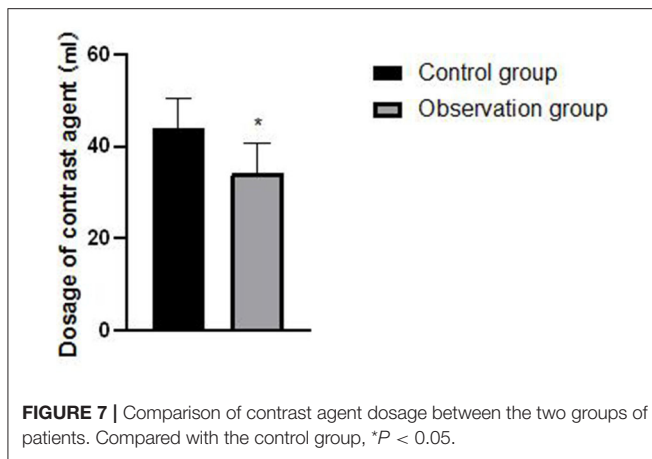 Dosage of contrast agent (ml)
60
40
20
0
*
Control group
Observation group
FIGURE 7 | Comparison of contrast agent dosage between the two groups of
patients. Compared with the control group, *P < 0.05.